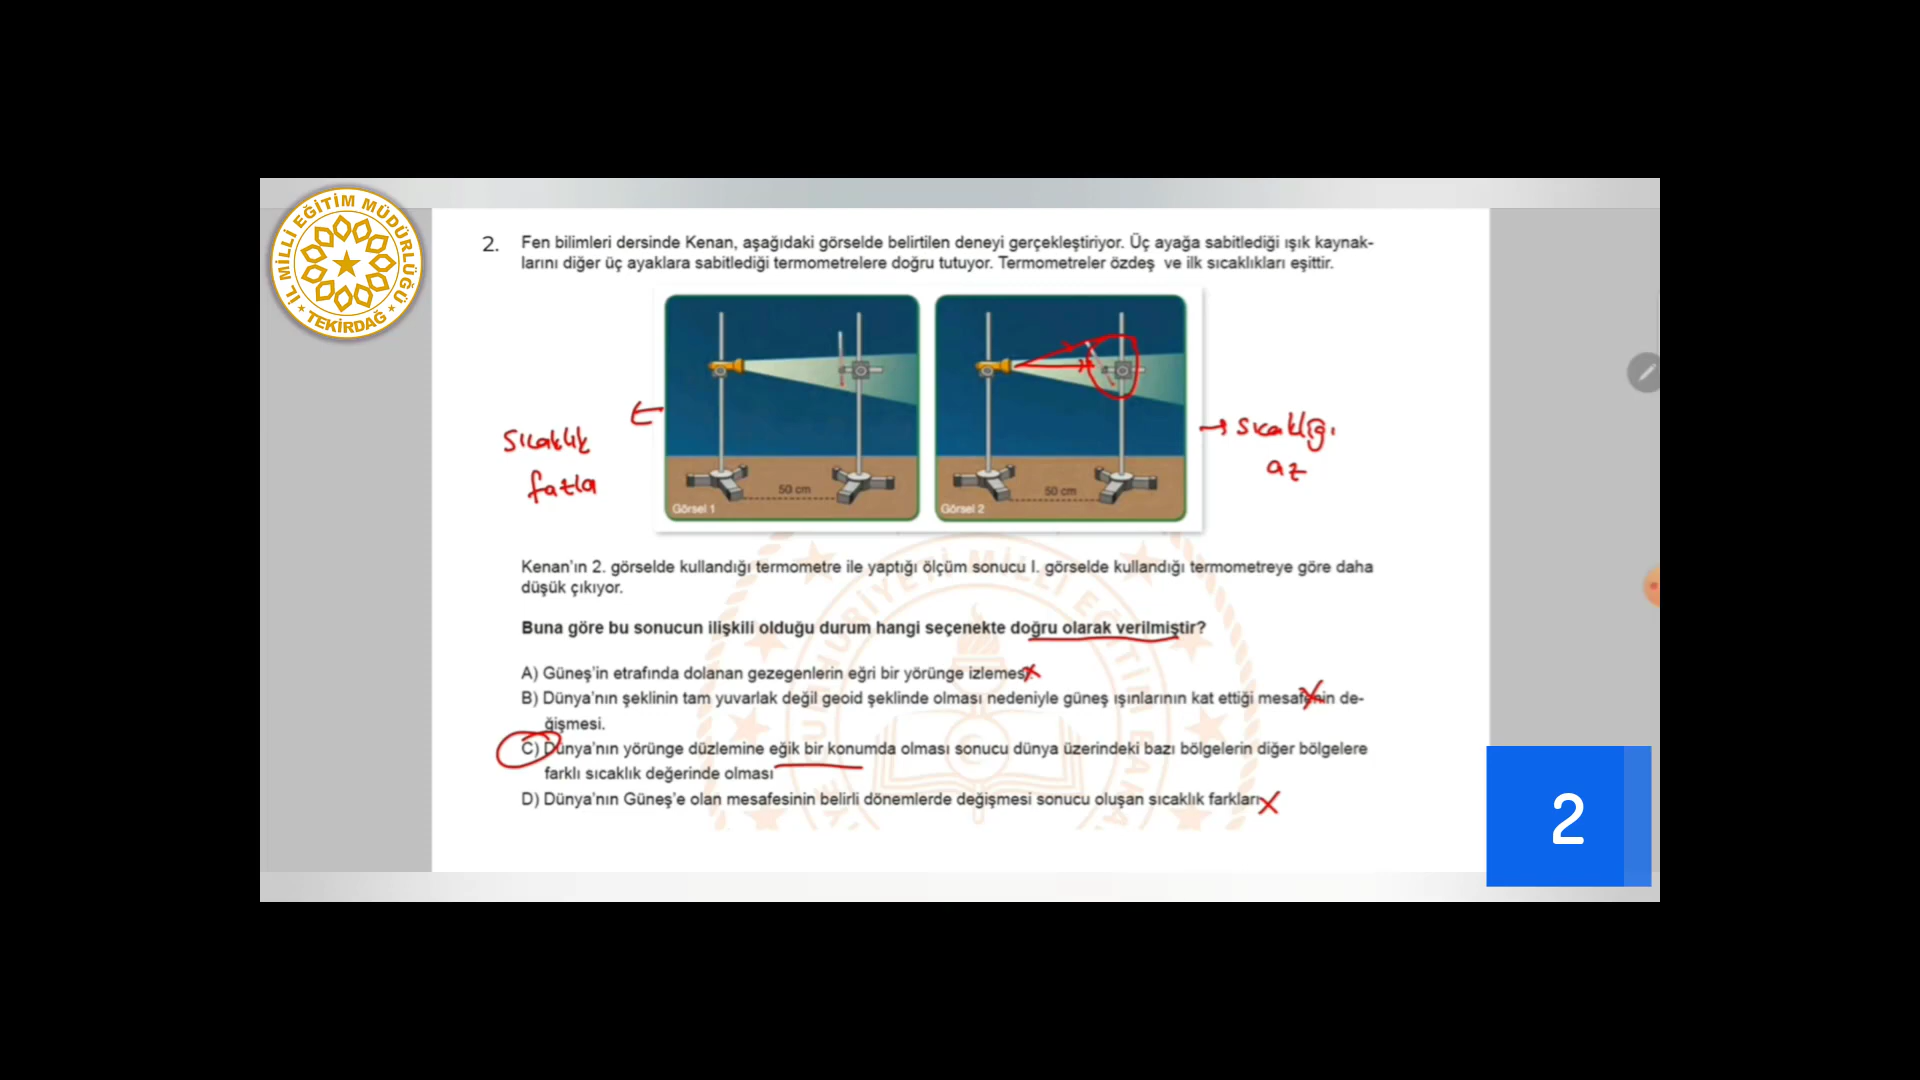 İL MİLLİ EĞİTİM MÜDÜRLÜĞÜ
TEKİRDAĞ
2. Fen bilimleri dersinde Kenan, aşağıdaki görselde belirtilen deneyi gerçekleştiriyor. Üç ayağa sabitlediği ışık kaynak-
larını diğer üç ayaklara sabitlediği termometrelere doğru tutuyor. Termometreler özdeş ve ilk sıcaklıkları eşittir.
Sıcaklık
fazla
50 cm
Görsel 1
50 cm
Görsel 2
sıcaklığı
az
Kenan'ın 2. görselde kullandığı termometre ile yaptığı ölçüm sonucu I. görselde kullandığı termometreye göre daha
düşük çıkıyor.
Buna göre bu sonucun ilişkili olduğu durum hangi seçenekte doğru olarak verilmiştir?
A) Güneş'in etrafında dolanan gezegenlerin eğri bir yörünge izlemesi
B) Dünya'nın şeklinin tam yuvarlak değil geoid şeklinde olması nedeniyle güneş ışınlarının kat ettiği mesafenin de-
ğişmesi.
C) Dünya'nın yörünge düzlemine eğik bir konumda olması sonucu dünya üzerindeki bazı bölgelerin diğer bölgelere
farklı sıcaklık değerinde olması
D) Dünya'nın Güneş'e olan mesafesinin belirli dönemlerde değişmesi sonucu oluşan sıcaklık farkları
2